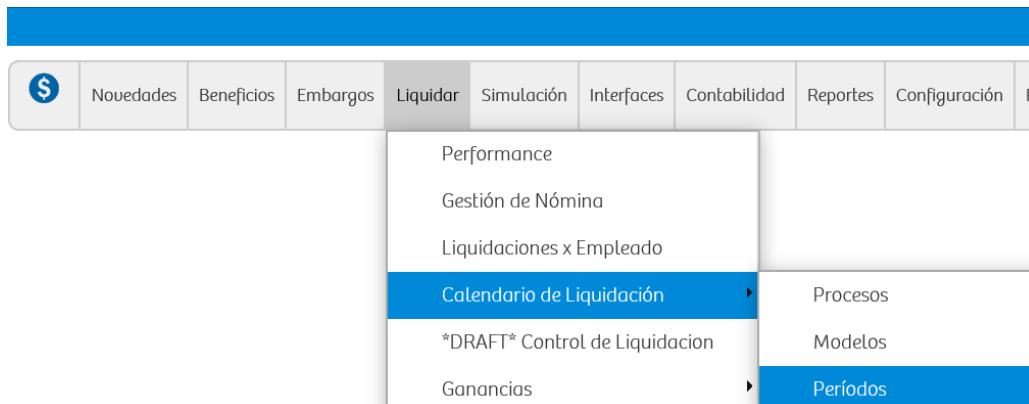 $
Novedades Beneficios Embargos Liquidar Simulación Interfaces Contabilidad Reportes Configuración
Performance
Gestión de Nómina
Liquidaciones x Empleado
Calendario de Liquidación
*DRAFT* Control de Liquidacion
Ganancias
Procesos
Modelos
Períodos